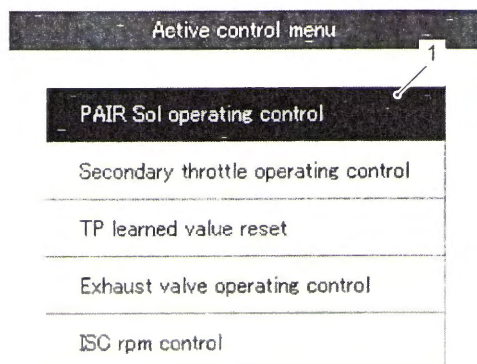 Active control menu
1
PAIR Sol operating control
Secondary throttle operating control
TP learned value reset
Exhaust valve operating control
ISC rpm control